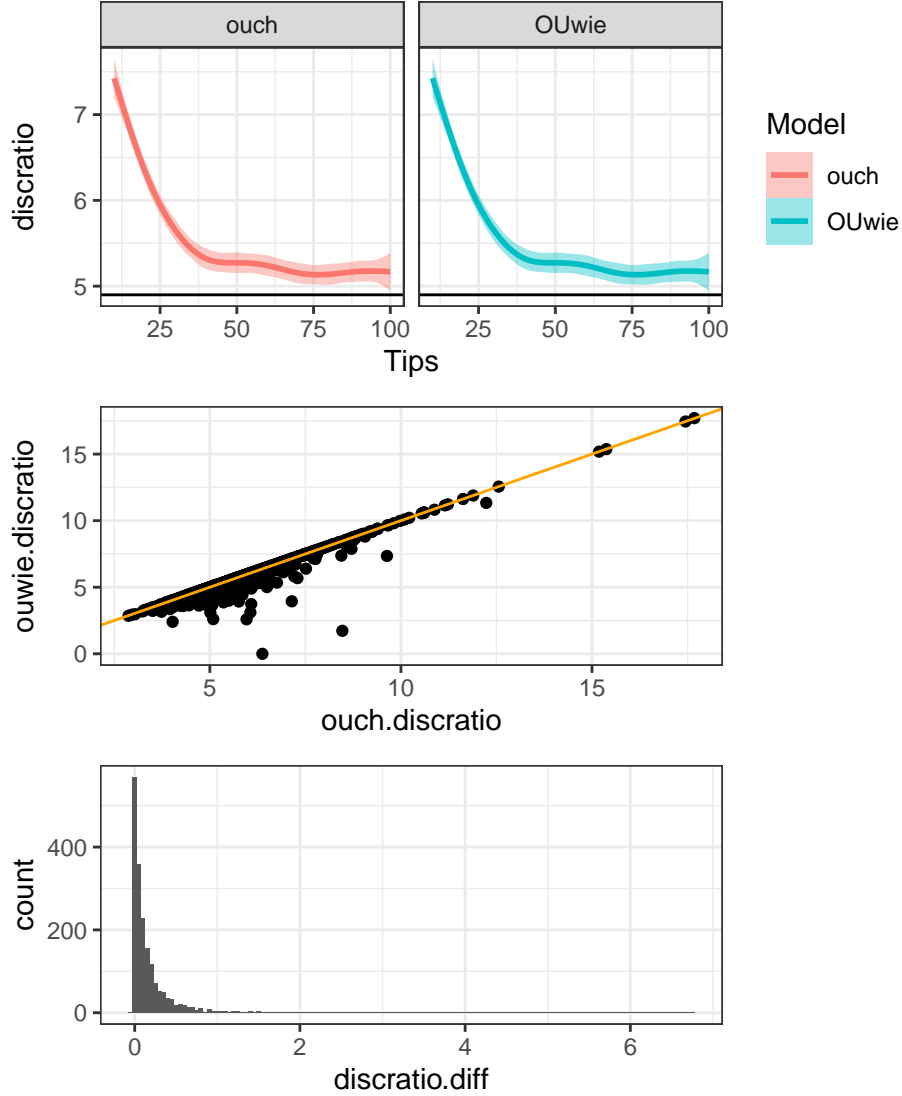 ouch OUwie
7
6
5
discratio
25 50 75 100 25 50 75 100
Tips
Model
ouch
OUwie
15
10
5
0
ouwie.discratio
5 10 15
ouch.discratio
400
200
0
count
0 2 4 6
discratio.diff